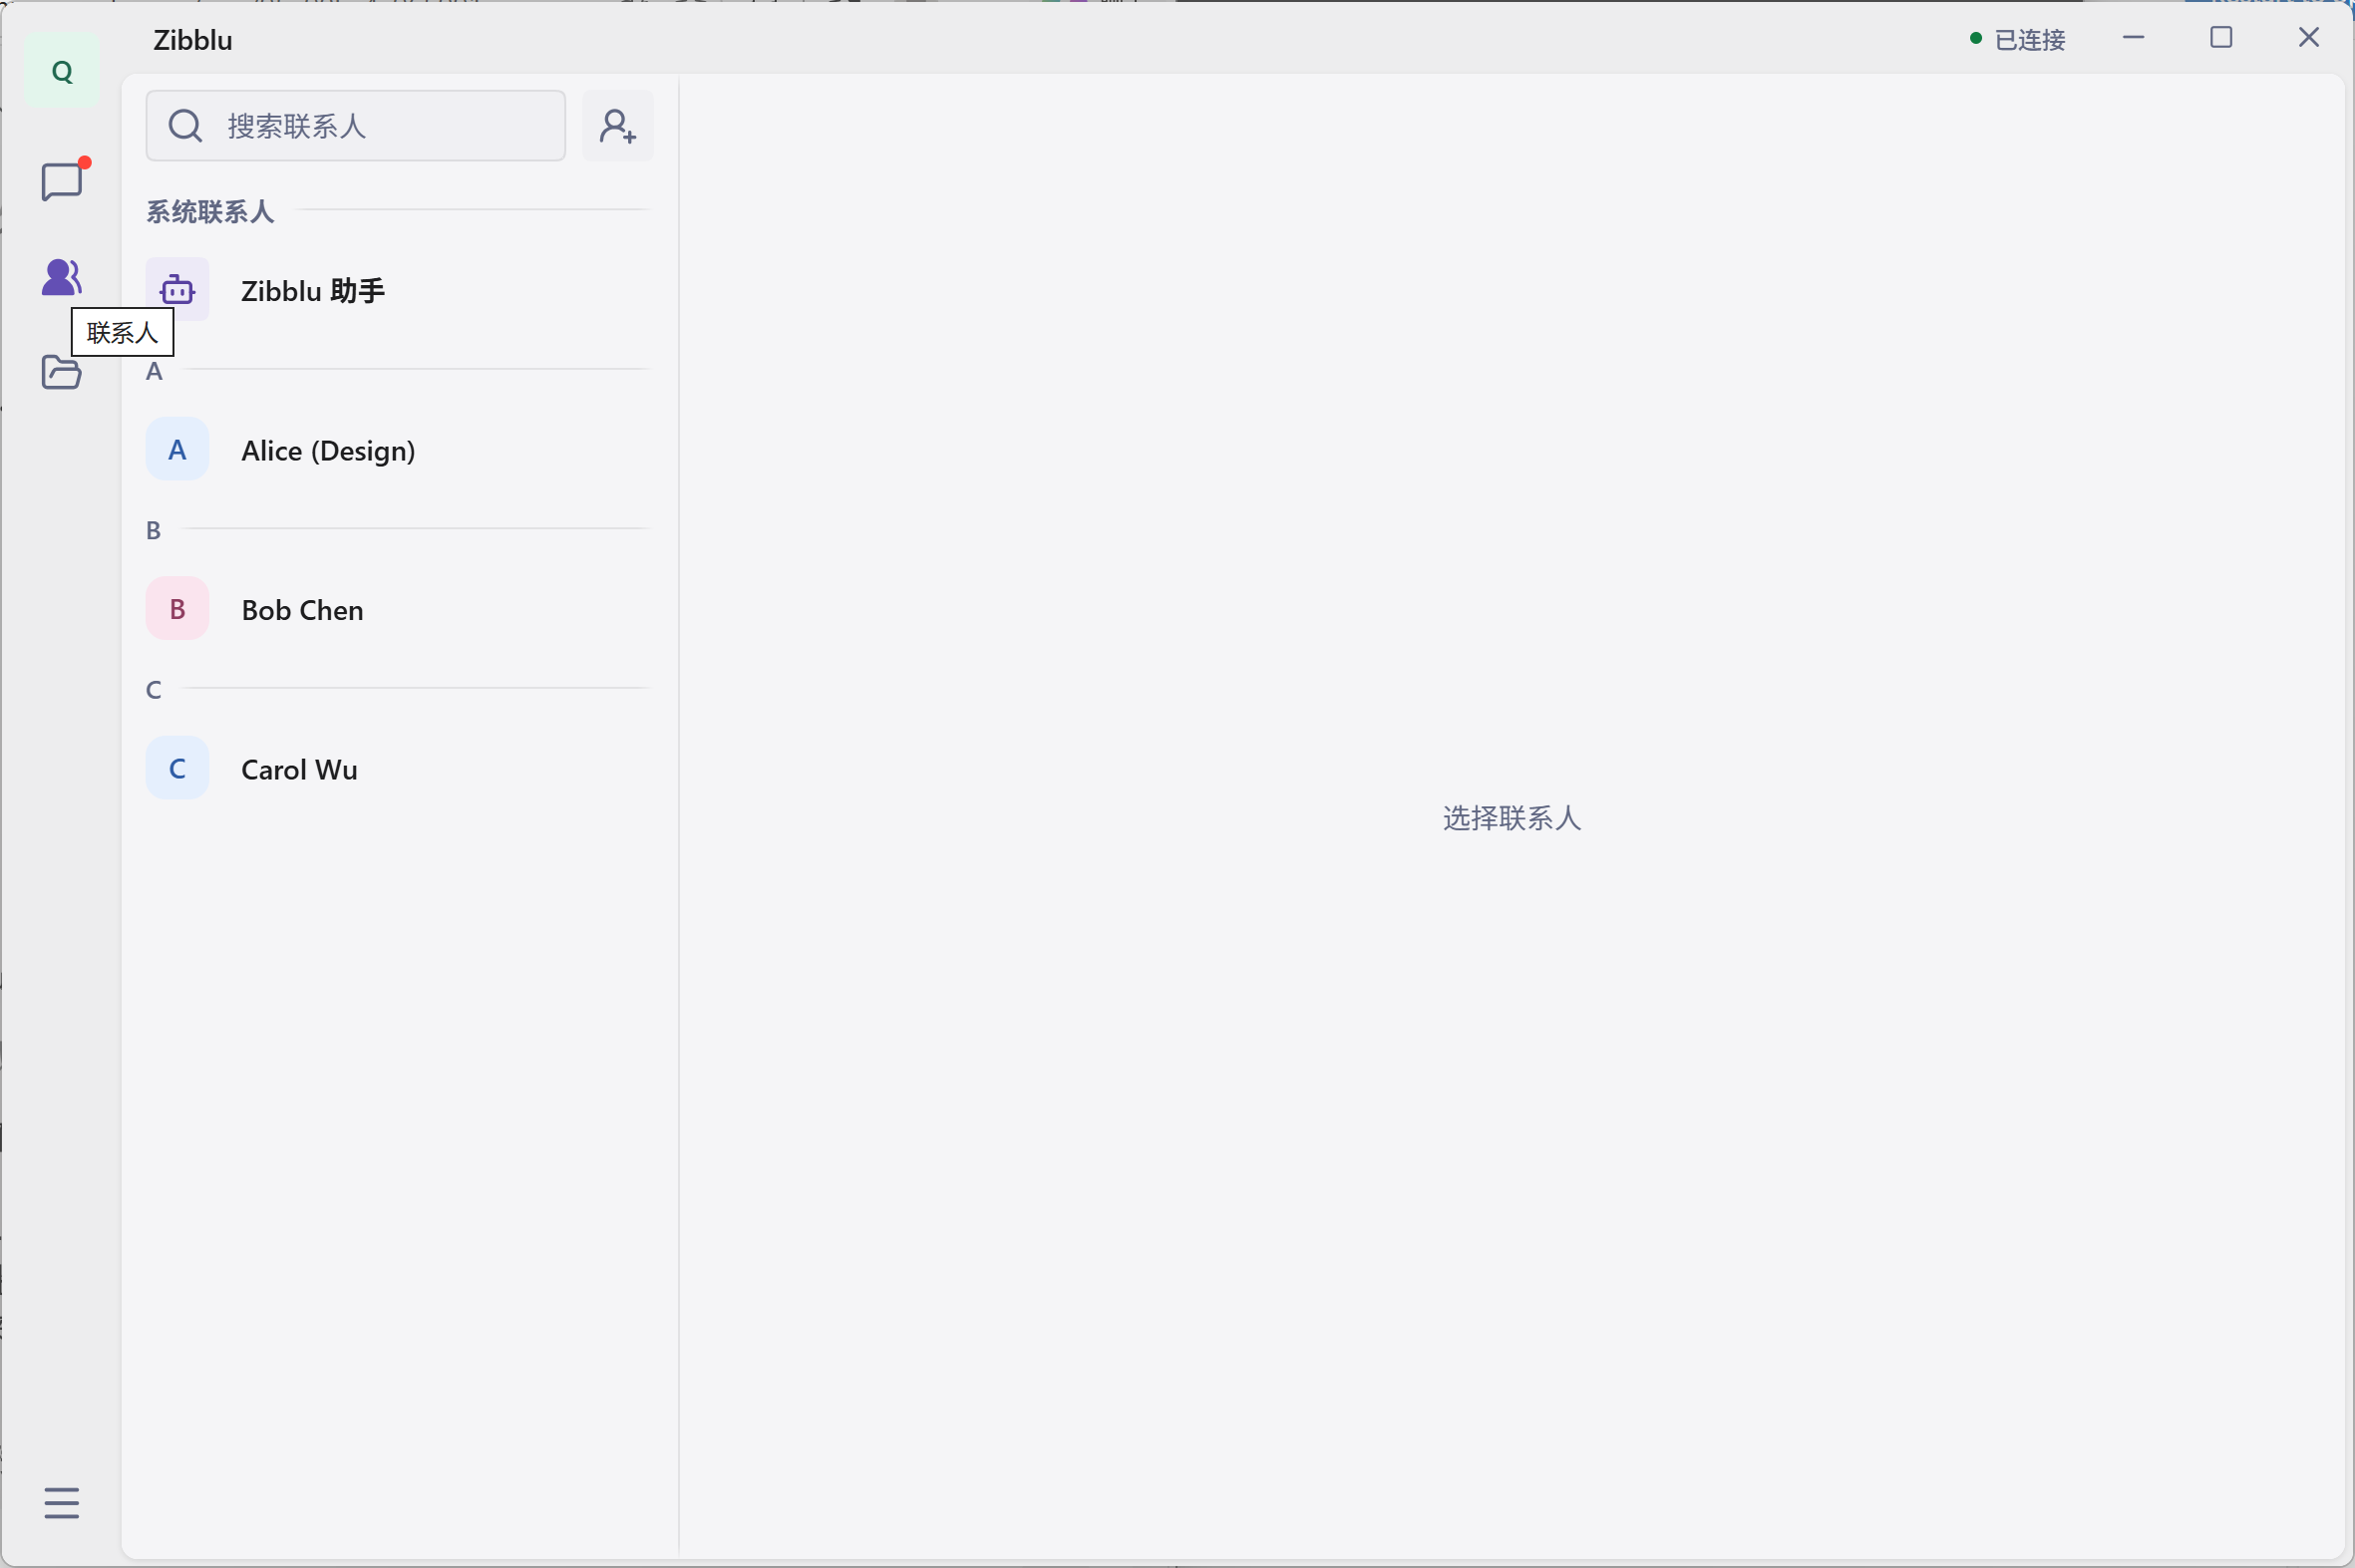 Zibblu
已连接
Q
搜索联系人
系统联系人
Zibblu 助手
联系人
A
A
Alice (Design)
B
B
Bob Chen
C
C
Carol Wu
选择联系人